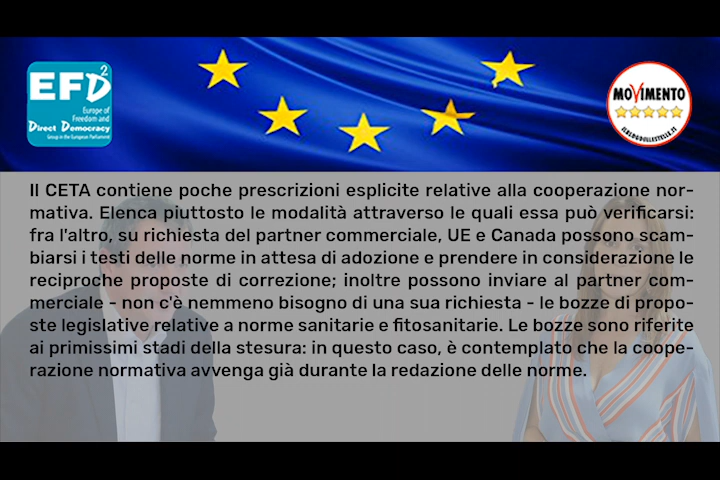 EFD2
Europe of
Freedom and
Direct Democracy
Group in the European Parliament
MOVIMENTO
ILBLOGDELLESTELLE.IT
Il CETA contiene poche prescrizioni esplicite relative alla cooperazione nor-
mativa. Elenca piuttosto le modalità attraverso le quali essa può verificarsi:
fra l'altro, su richiesta del partner commerciale, UE e Canada possono scam-
biarsi i testi delle norme in attesa di adozione e prendere in considerazione le
reciproche proposte di correzione; inoltre possono inviare al partner com-
merciale - non c'è nemmeno bisogno di una sua richiesta - le bozze di propo-
ste legislative relative a norme sanitarie e fitosanitarie. Le bozze sono riferite
ai primissimi stadi della stesura: in questo caso, è contemplato che la coope-
razione normativa avvenga già durante la redazione delle norme.